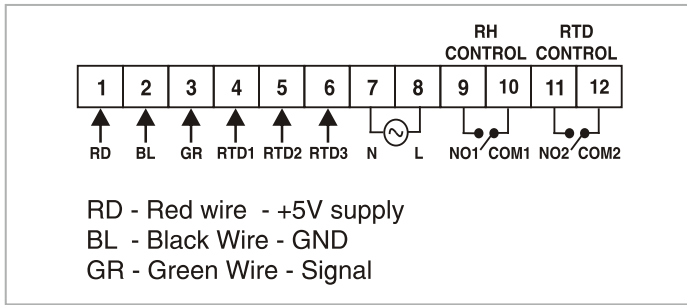 RH RTD
CONTROL CONTROL
1 2 3 4 5 6 7 8 9 10 11 12
RD BL GR RTD1 RTD2 RTD3 N L NO1 COM1 NO2 COM2
RD - Red wire - +5V supply
BL - Black Wire - GND
GR - Green Wire - Signal